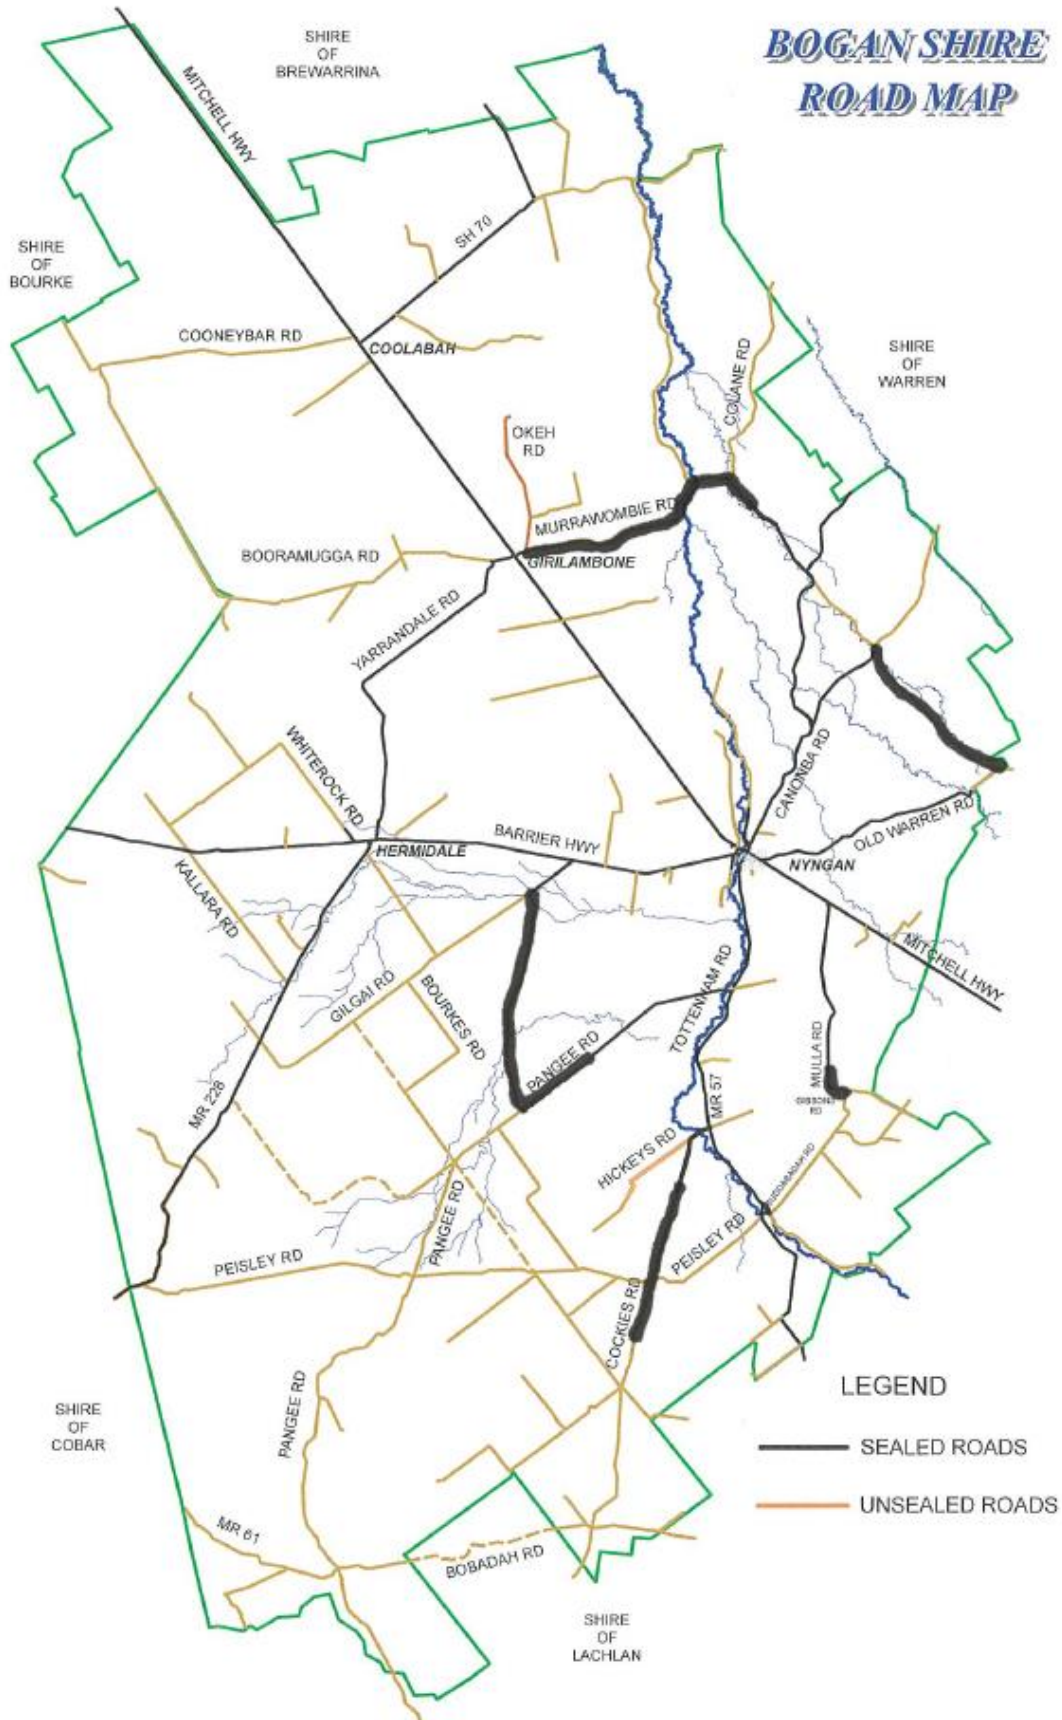 BOGAN SHIRE
ROAD MAP
SHIRE
OF
BREWARRINA
MITCHELL HWY
SHIRE
OF
BOURKE
SH 70
COONEYBAR RD
COOLABAH
COLANE RD
SHIRE
OF
WARREN
OKEH
RD
MURRAWOMBIE RD
BOORAMUGGA RD
GIRILAMBONE
YARRANDALE RD
WHITEROCK RD
CANONBA RD
BARRIER HWY
OLD WARREN RD
HERMIDALE
NYNGAN
KALLARA RD
MITCHELL HWY
GILGAI RD
BOURKES RD
TOTTENHAM RD
PANGEE RD
MULLA RD
MR 228
MR 57
GIBSONS
RD
HICKEYS RD
BUDDABADAH RD
PANGEE RD
PEISLEY RD
PEISLEY RD
COCKIES RD
PANGEE RD
LEGEND
SHIRE
OF
COBAR
SEALED ROADS
UNSEALED ROADS
MR 61
BOBADAH RD
SHIRE
OF
LACHLAN